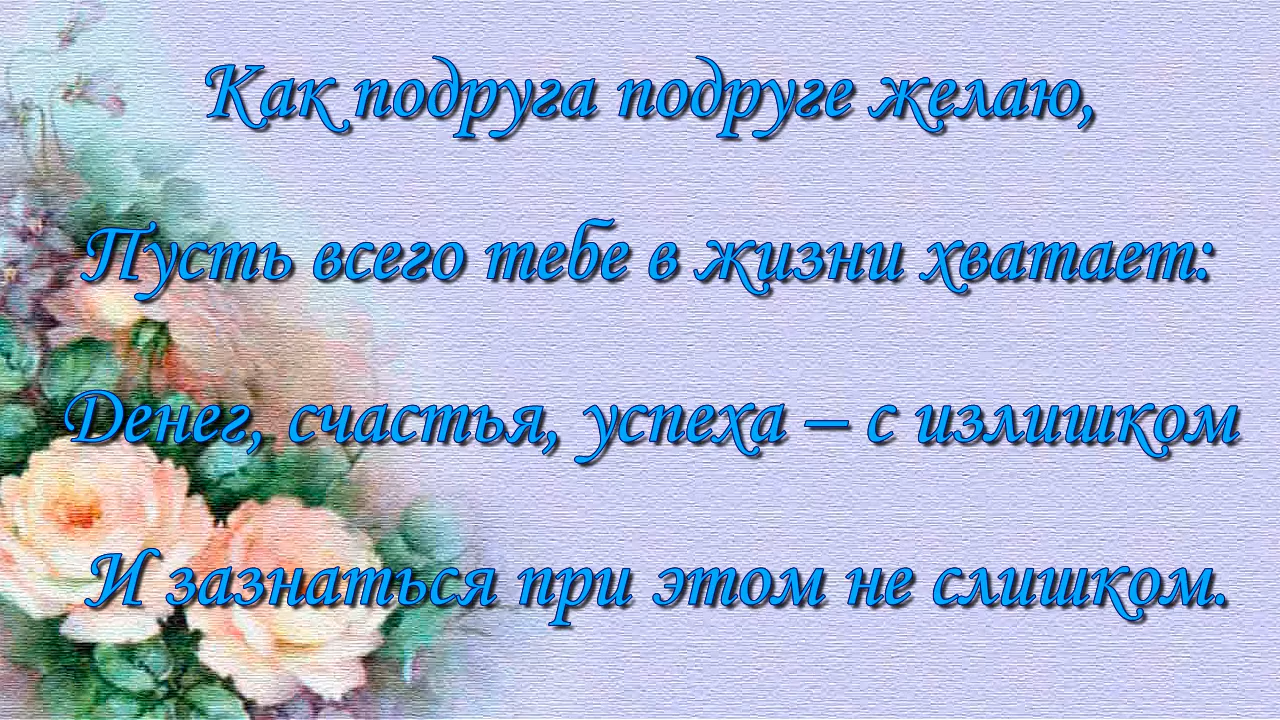 Как подруга подруге желаю,
Пусть всего тебе в жизни хватает:
Денег, счастья, успеха – с излишком
И зазнаться при этом не слишком.